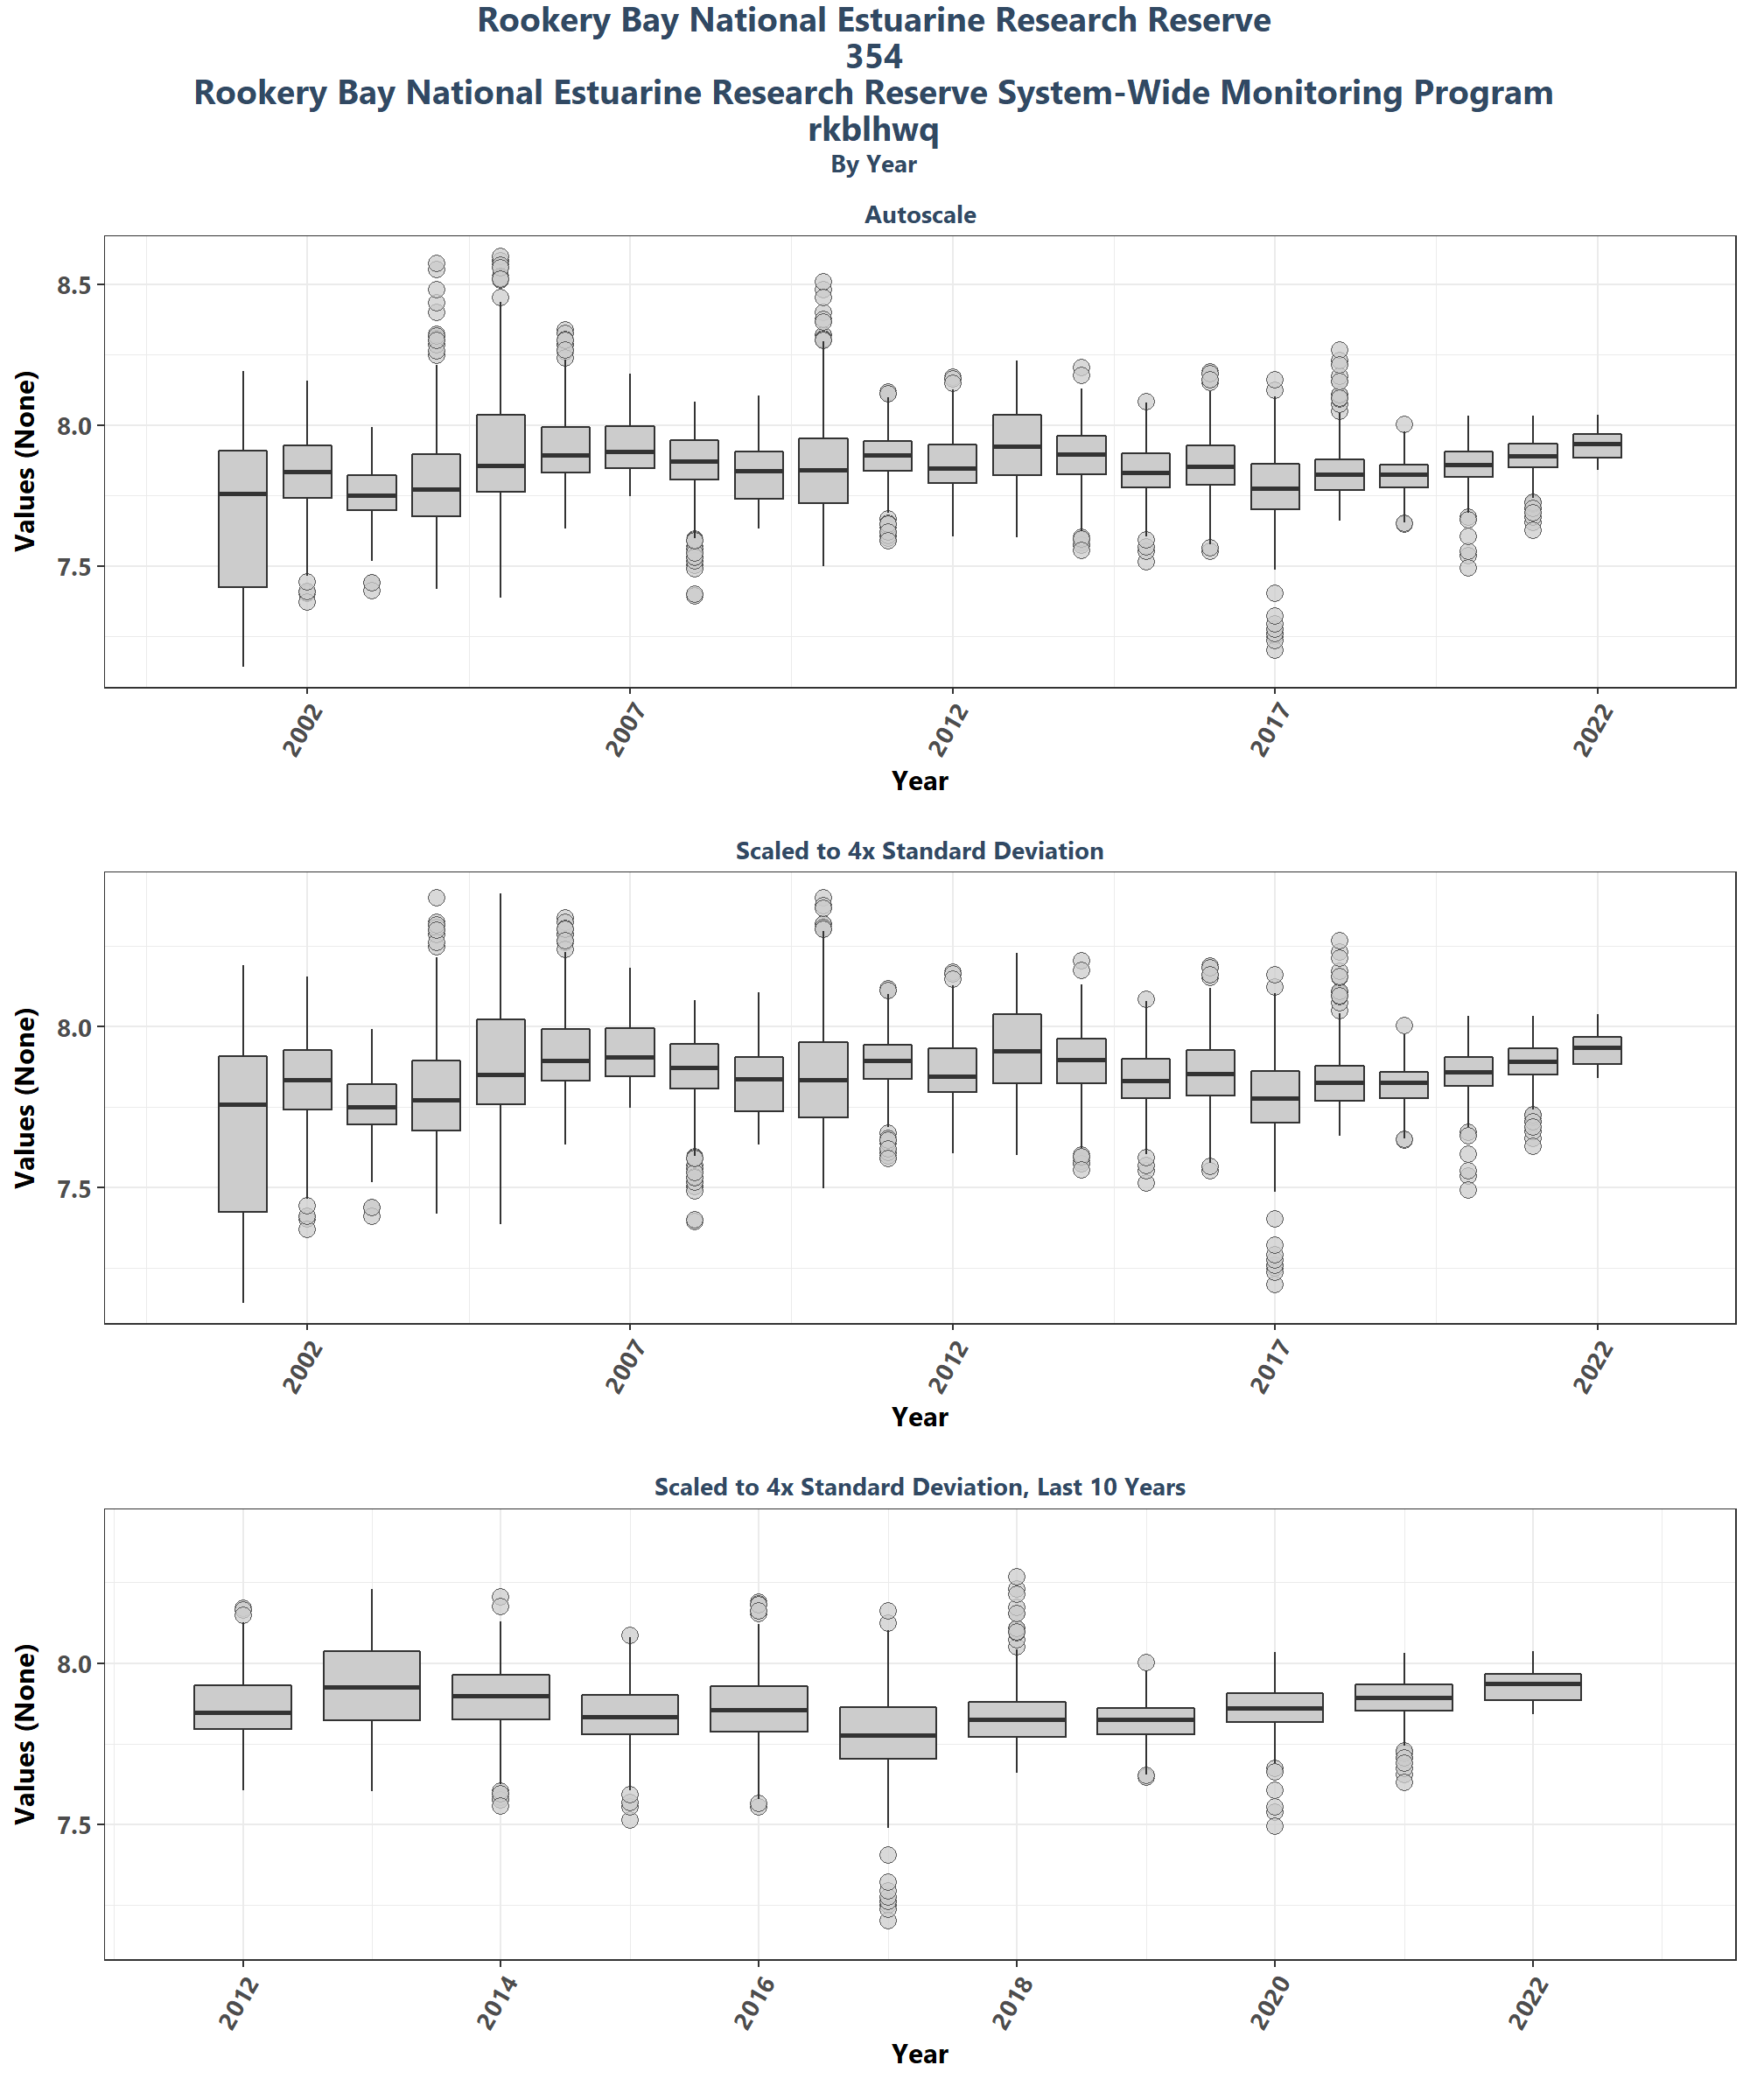 Rookery Bay National Estuarine Research Reserve
354
Rookery Bay National Estuarine Research Reserve System-Wide Monitoring Program
rkblhwq
By Year
Autoscale
Values (None)
8.5
8.0
7.5
2002 2007 2012 2017 2022
Year
Scaled to 4x Standard Deviation
Values (None)
8.0
7.5
2002 2007 2012 2017 2022
Year
Scaled to 4x Standard Deviation, Last 10 Years
Values (None)
8.0
7.5
2012 2014 2016 2018 2020 2022
Year